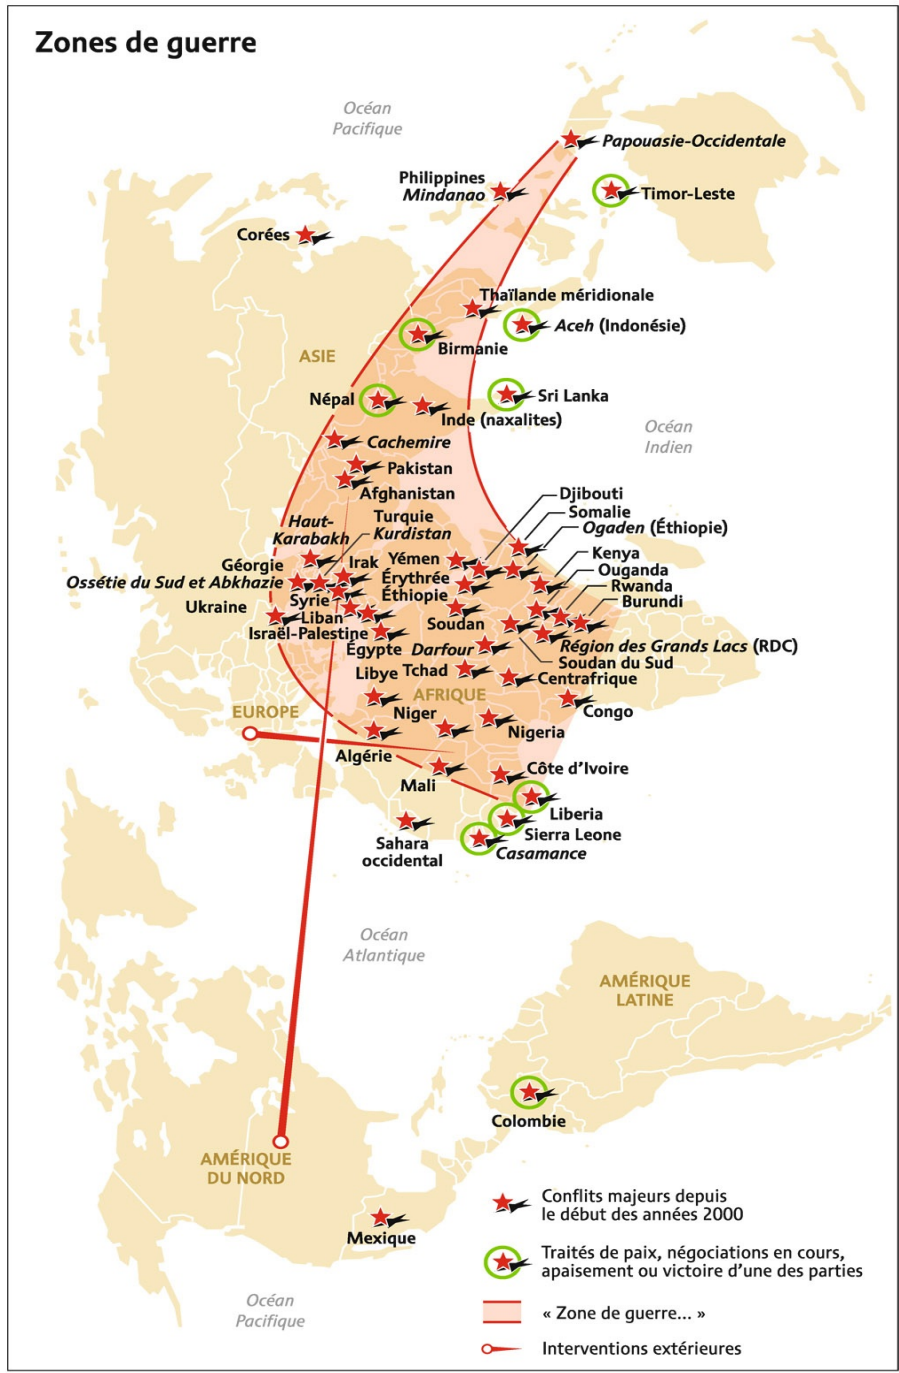 Zones de guerre
Océan
Pacifique
Papouasie-Occidentale
Philippines
Mindanao
Timor-Leste
Corées
Thaïlande méridionale
Aceh (Indonésie)
Birmanie
ASIE
Népal
Sri Lanka
Inde (naxalites)
Océan
Indien
Cachemire
Pakistan
Afghanistan
Djibouti
Somalie
Ogaden (Éthiopie)
Haut-
Karabakh
Turquie
Kurdistan
Kenya
Géorgie
Ossétie du Sud et Abkhazie
Irak
Yémen
Érythrée
Éthiopie
Ouganda
Rwanda
Burundi
Ukraine
Syrie
Liban
Israël-Palestine
Soudan
Égypte
Darfour
Région des Grands Lacs (RDC)
Soudan du Sud
Libye
Tchad
Centrafrique
AFRIQUE
EUROPE
Niger
Congo
Nigeria
Algérie
Mali
Côte d'Ivoire
Liberia
Sierra Leone
Casamance
Sahara
occidental
Océan
Atlantique
AMÉRIQUE
LATINE
Colombie
AMÉRIQUE
DU NORD
Mexique
Océan
Pacifique
Conflits majeurs depuis
le début des années 2000
Traités de paix, négociations en cours,
apaisement ou victoire d'une des parties
« Zone de guerre... »
Interventions extérieures